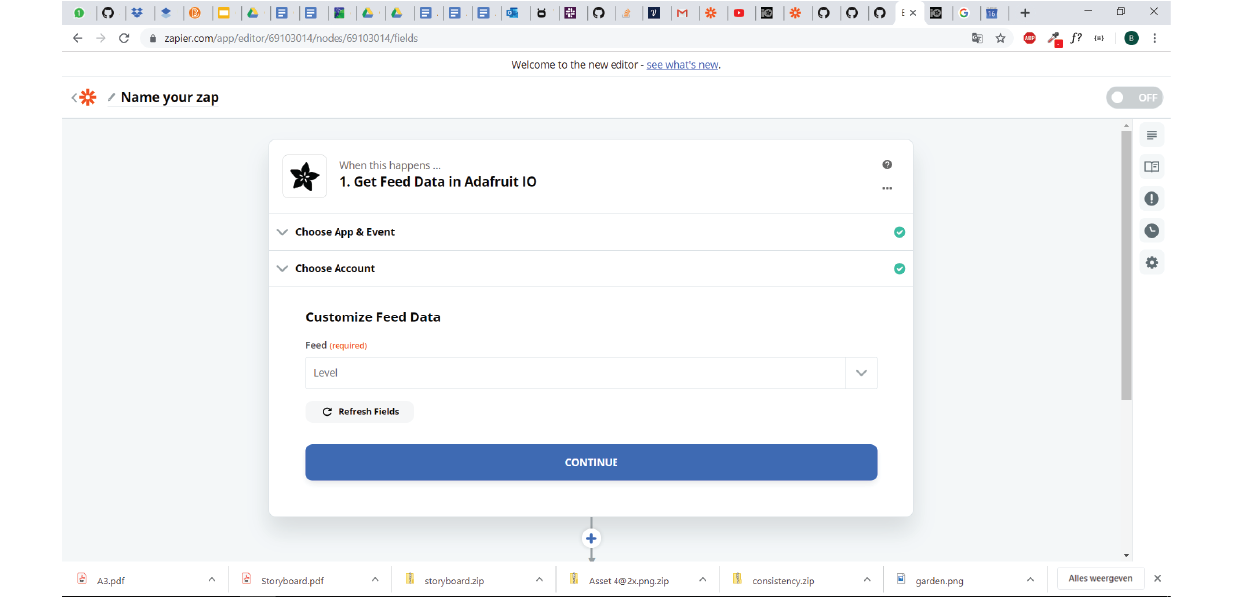 zapier.com/app/editor/69103014/nodes/69103014/fields
Welcome to the new editor - see what's new.
Name your zap
OFF
When this happens ...
1. Get Feed Data in Adafruit IO
Choose App & Event
Choose Account
Customize Feed Data
Feed (required)
Level
Refresh Fields
CONTINUE
A3.pdf
Storyboard.pdf
storyboard.zip
Asset 4@2x.png.zip
consistency.zip
garden.png
Alles weergeven